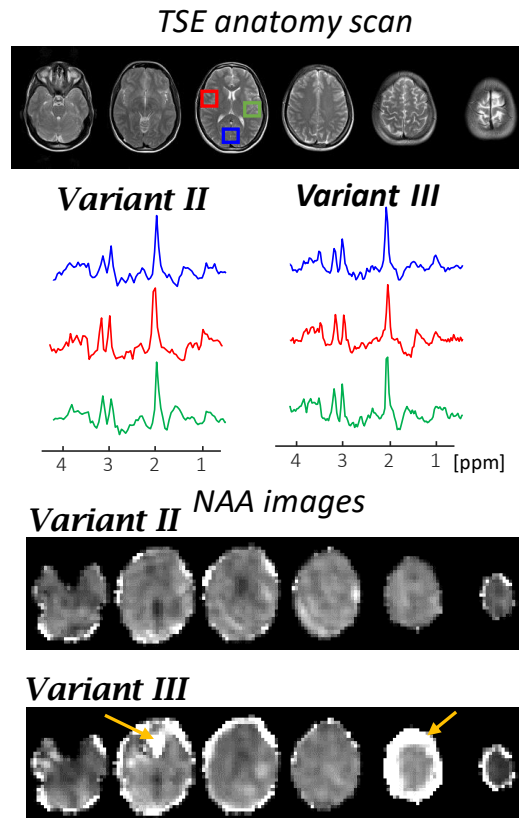 TSE anatomy scan
Variant II
Variant III
4 3 2 1 4 3 2 1 [ppm]
NAA images
Variant II
Variant III